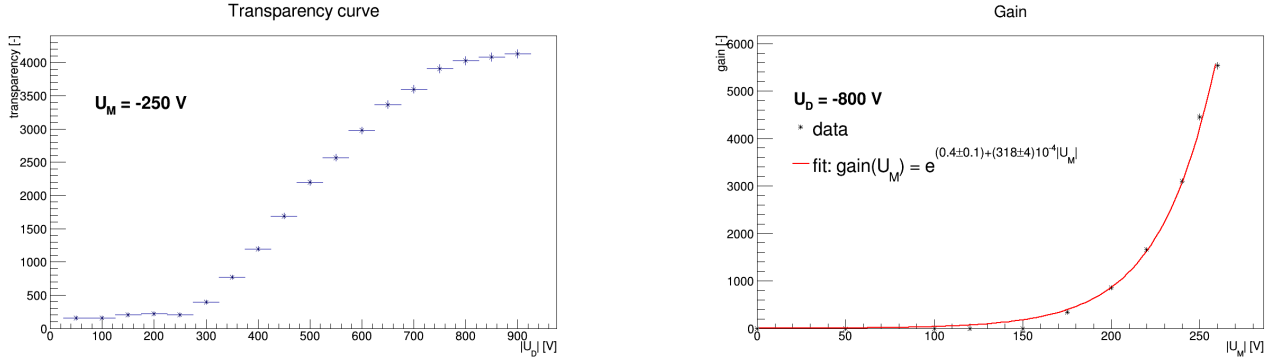 Transparency curve
transparency [-]
4000
3500
3000
2500
2000
1500
1000
500
0
U_M = -250 V
0 100 200 300 400 500 600 700 800 900
|U_D| [V]
Gain
gain [-]
6000
5000
4000
3000
2000
1000
0
U_D = -800 V
* data
fit: gain(U_M) = e^(0.4±0.1)+(318±4)10^-4|U_M|
0 50 100 150 200 250
|U_M| [V]